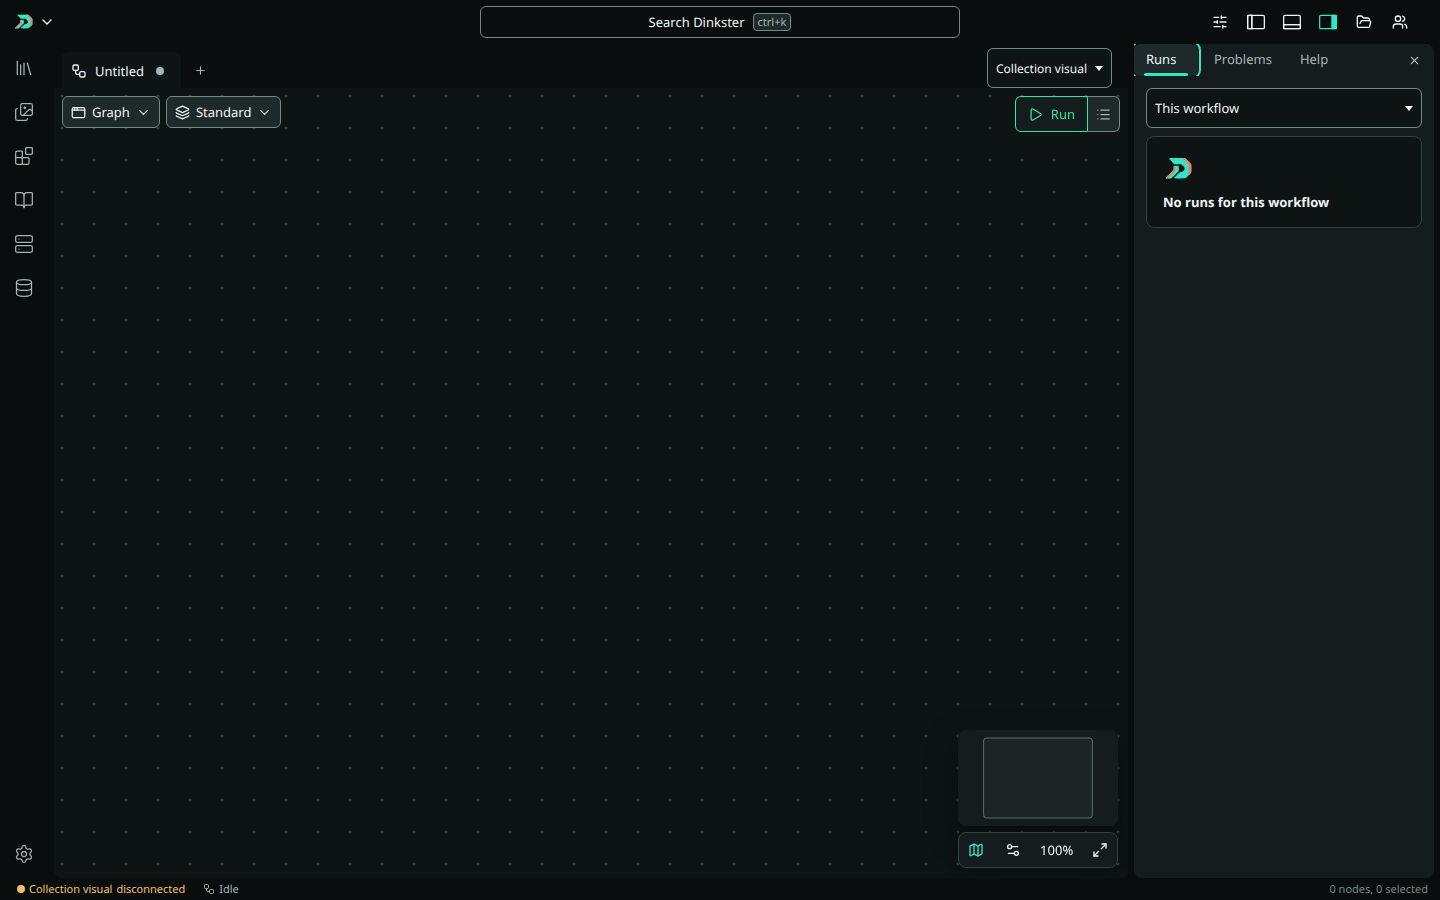 Search Dinkster ctrl+k
Untitled
Collection visual
Runs Problems Help
Graph
Standard
Run
This workflow
No runs for this workflow
100%
Collection visual disconnected
Idle
0 nodes, 0 selected